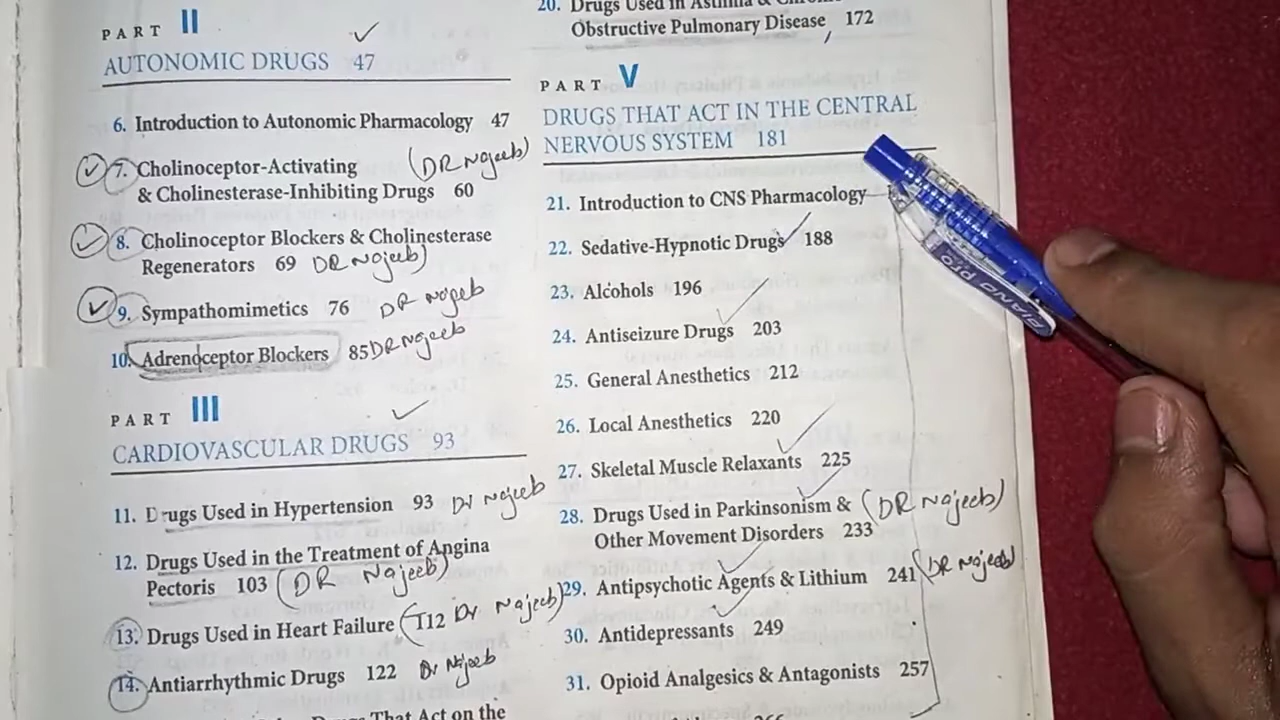 PART II
AUTONOMIC DRUGS 47
6. Introduction to Autonomic Pharmacology 47
7. Cholinoceptor-Activating (DR Najeeb)
& Cholinesterase-Inhibiting Drugs 60
8. Cholinoceptor Blockers & Cholinesterase
Regenerators 69 DR Najeeb)
9. Sympathomimetics 76 DR Najeeb
10. Adrenoceptor Blockers 85 DR Najeeb
PART III
CARDIOVASCULAR DRUGS 93
11. Drugs Used in Hypertension 93 Dr Najeeb
12. Drugs Used in the Treatment of Angina
Pectoris 103 (DR Najeeb)
13. Drugs Used in Heart Failure (112 Dr Najeeb)
14. Antiarrhythmic Drugs 122 Dr Najeeb
That Act on the
20. Drugs Used in Asthma &
Obstructive Pulmonary Disease 172
PART V
DRUGS THAT ACT IN THE CENTRAL
NERVOUS SYSTEM 181
21. Introduction to CNS Pharmacology
22. Sedative-Hypnotic Drugs 188
23. Alcohols 196
24. Antiseizure Drugs 203
25. General Anesthetics 212
26. Local Anesthetics 220
27. Skeletal Muscle Relaxants 225
28. Drugs Used in Parkinsonism & (DR Najeeb)
Other Movement Disorders 233
29. Antipsychotic Agents & Lithium 241 (DR Najeeb)
30. Antidepressants 249
31. Opioid Analgesics & Antagonists 257
PIANO pro